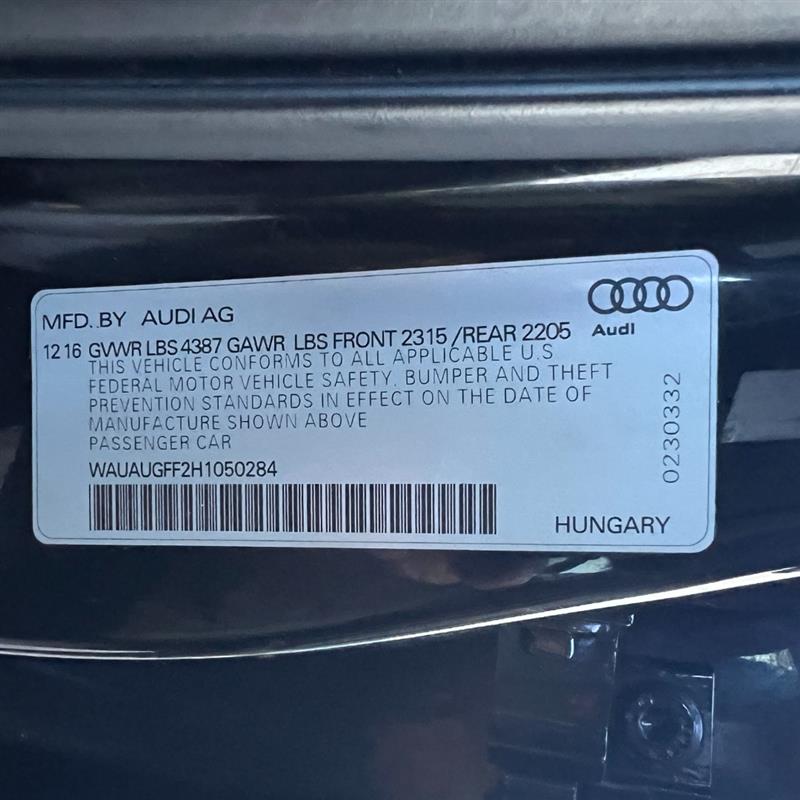 MFD..BY AUDI AG
Audi
12 16 GVWR LBS 4387 GAWR LBS FRONT 2315 /REAR 2205
THIS VEHICLE CONFORMS TO ALL APPLICABLE U.S
FEDERAL MOTOR VEHICLE SAFETY. BUMPER AND THEFT
PREVENTION STANDARDS IN EFFECT ON THE DATE OF
MANUFACTURE SHOWN ABOVE
PASSENGER CAR
WAUAUGFF2H1050284
HUNGARY
0230332